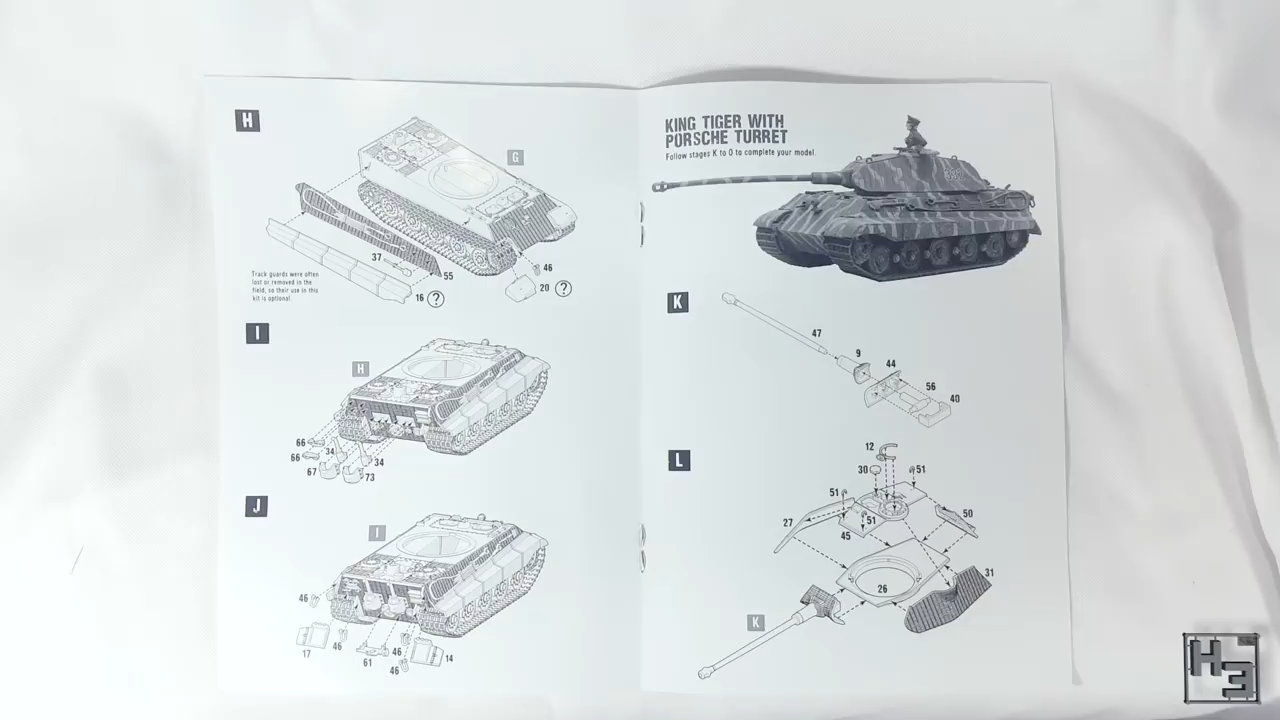 H
G
37
55
46
20 ?
16 ?
Track guards were often
lost or removed in the
field, so their use in this
kit is optional.
I
H
66
66
34
34
67
73
J
I
46
17
46
61
46
46
14
KING TIGER WITH
PORSCHE TURRET
Follow stages K to O to complete your model.
332
K
47
9
44
56
40
L
12
30
51
51
27
51
45
50
26
31
K
H3